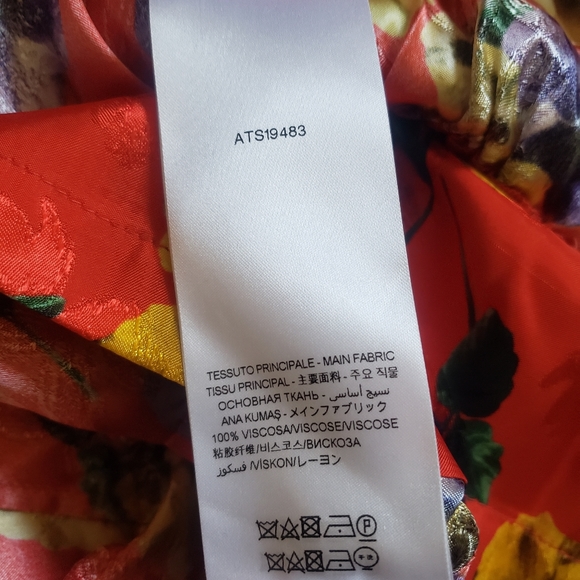 ATS19483
TESSUTO PRINCIPALE - MAIN FABRIC
TISSU PRINCIPAL - 主要面料 - 주요 직물
ОСНОВНАЯ ТКАНЬ - نسيج أساسي
ANA KUMAŞ - メインファブリック
100% VISCOSA/VISCOSE/VISCOSE
粘胶纤维/비스코스/ВИСКОЗА
فسكوز /VİSKON/レーヨン
F